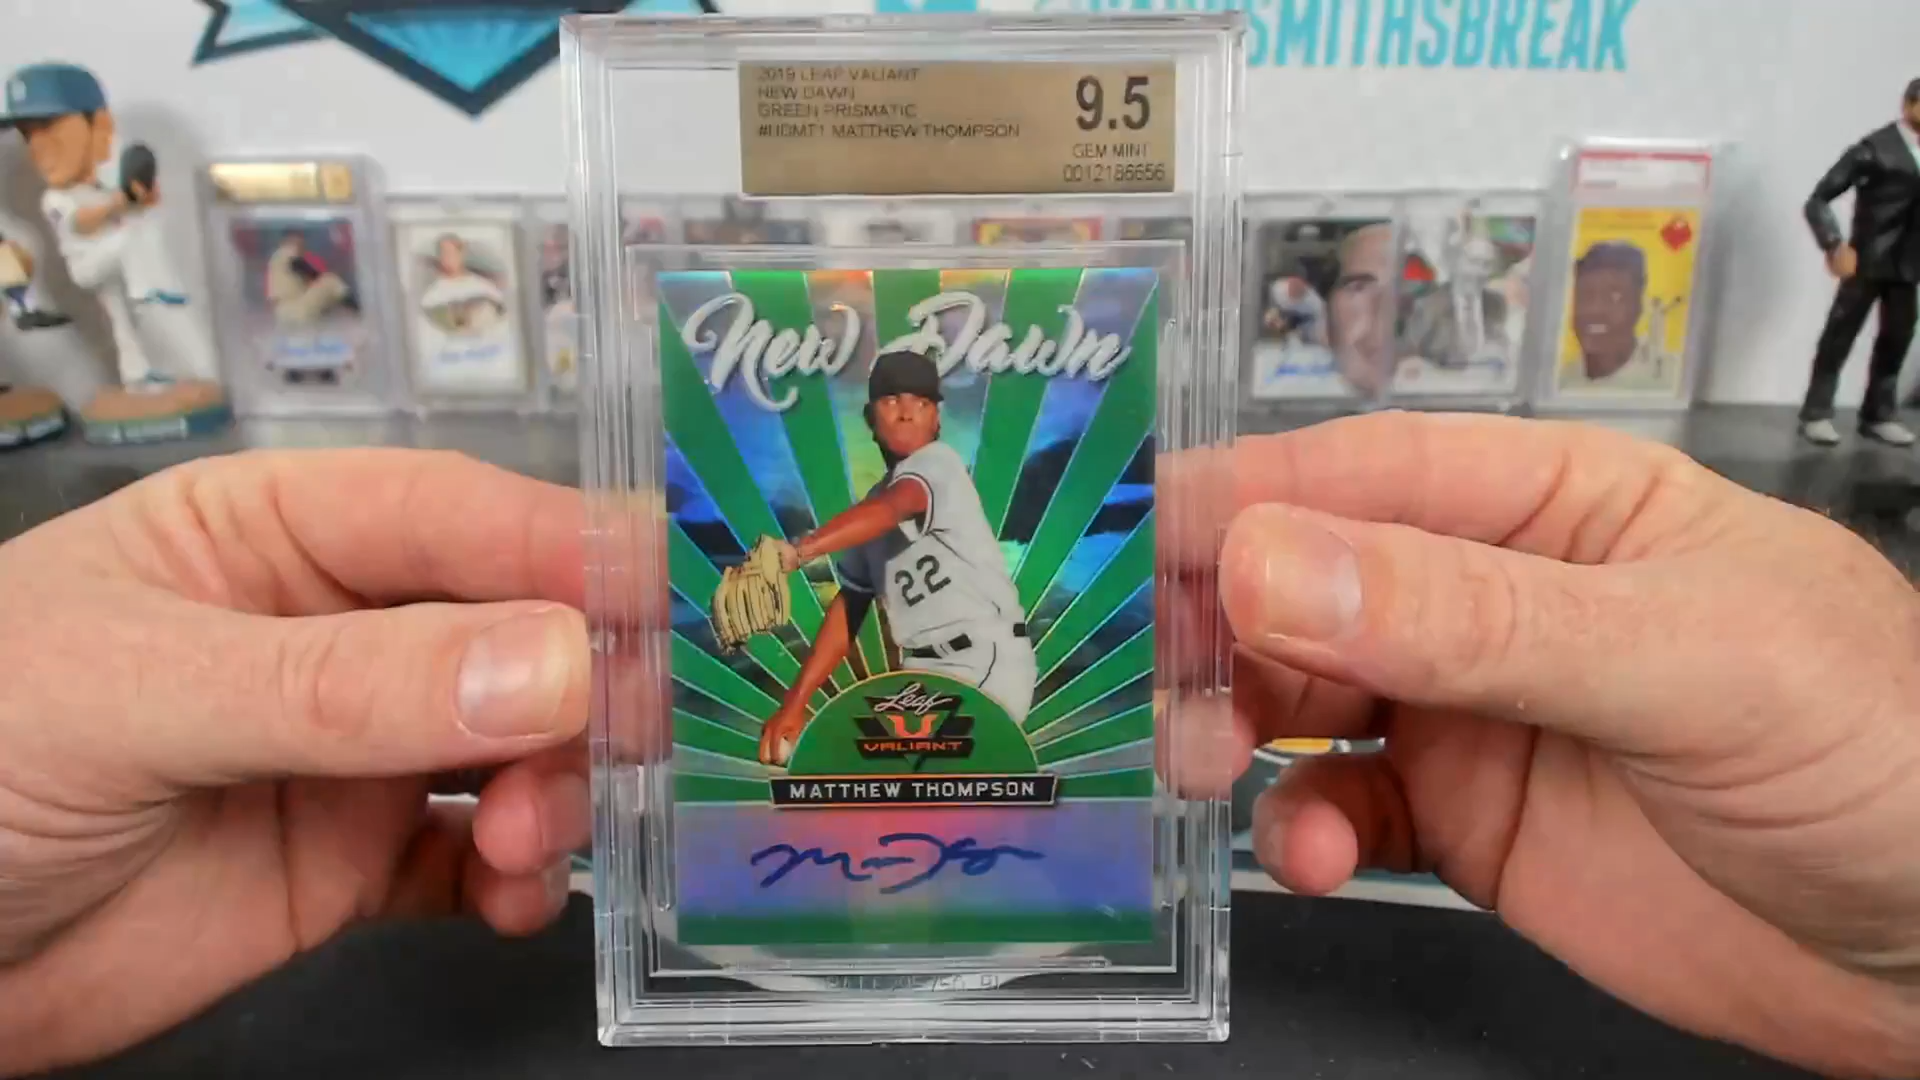 SMITHSBREAK
2019 LEAF VALIANT
NEW DAWN
GREEN PRISMATIC
#NDMT1 MATTHEW THOMPSON
9.5
GEM MINT
0012186656
New Dawn
22
Leaf
VALIANT
MATTHEW THOMPSON